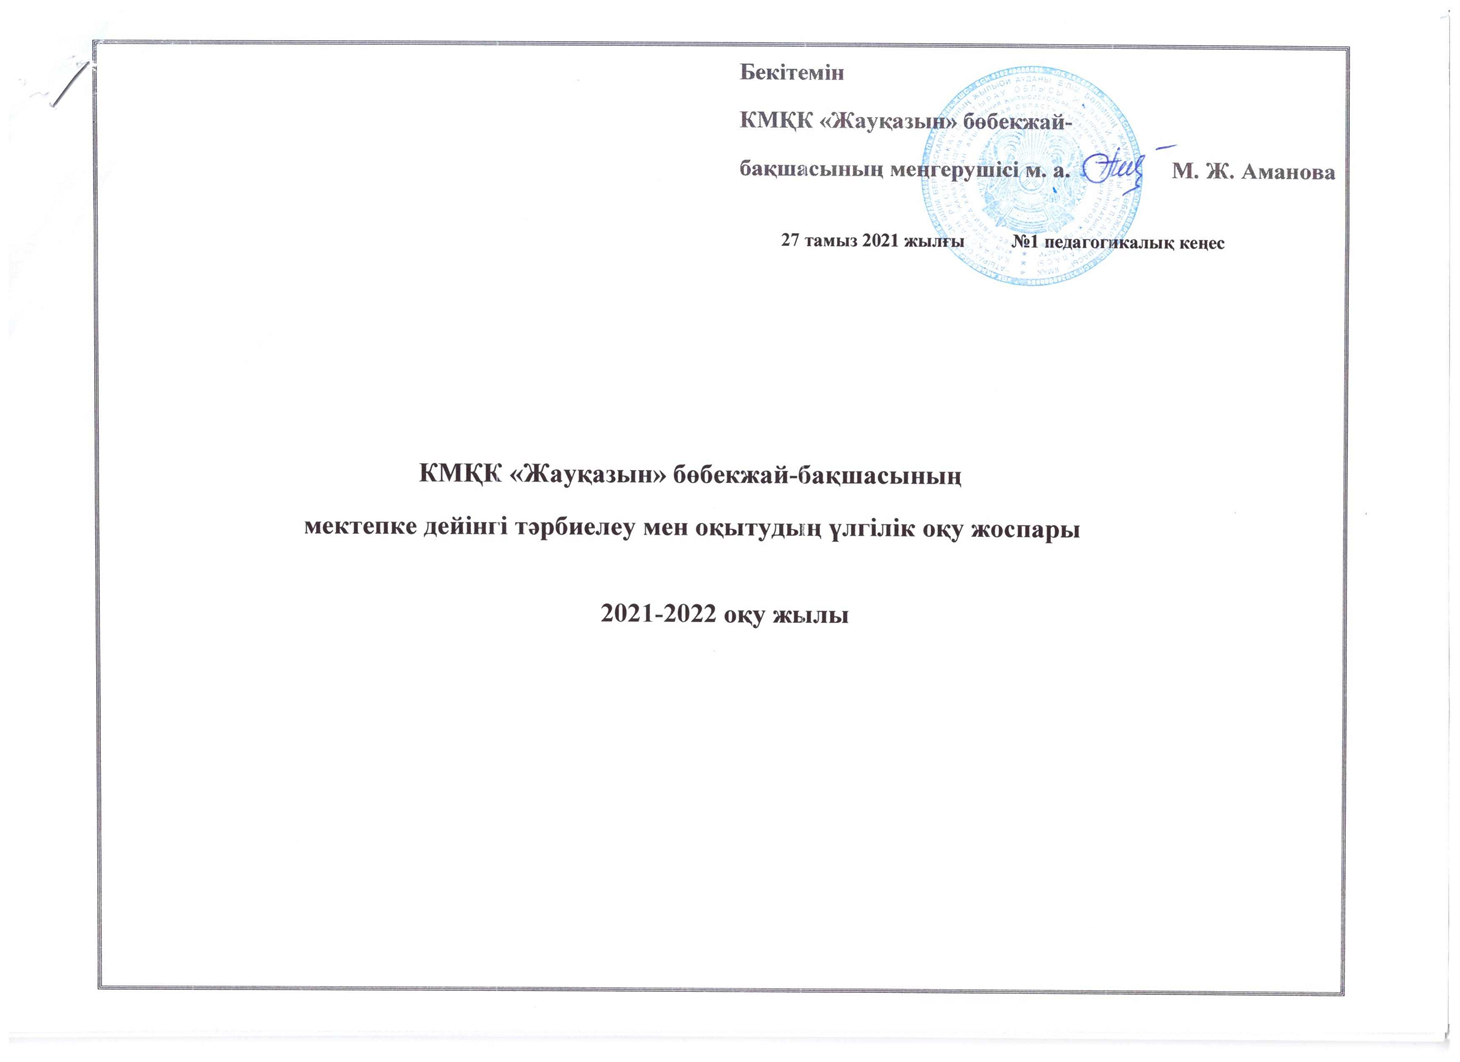 Бекітемін
КМҚК «Жауқазын» бөбекжай-
бақшасының меңгерушісі м. а. М. Ж. Аманова
27 тамыз 2021 жылғы №1 педагогикалық кеңес
КМҚК «Жауқазын» бөбекжай-бақшасының
мектепке дейінгі тәрбиелеу мен оқытудың үлгілік оқу жоспары
2021-2022 оқу жылы